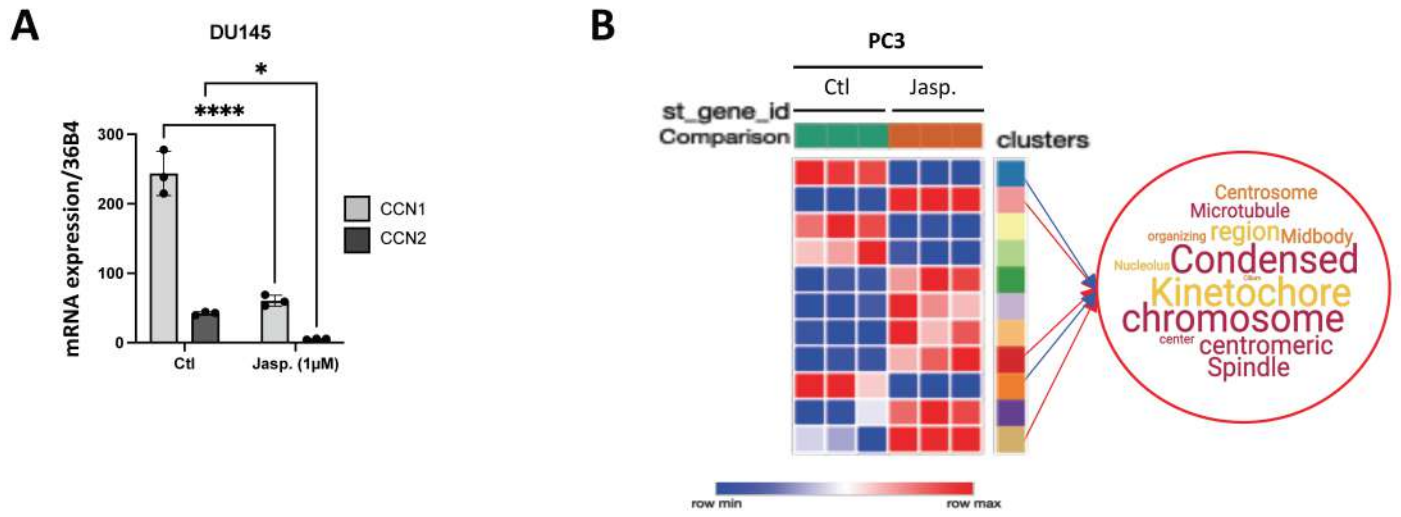 A
DU145
*
****
mRNA expression/36B4
300
200
100
0
Ctl
Jasp. (1µM)
CCN1
CCN2
B
PC3
Ctl
Jasp.
st_gene_id
Comparison
clusters
row min
row max
Centrosome
Microtubule
organizing region Midbody
Nucleolus Condensed
Kinetochore
chromosome
center centromeric
Spindle